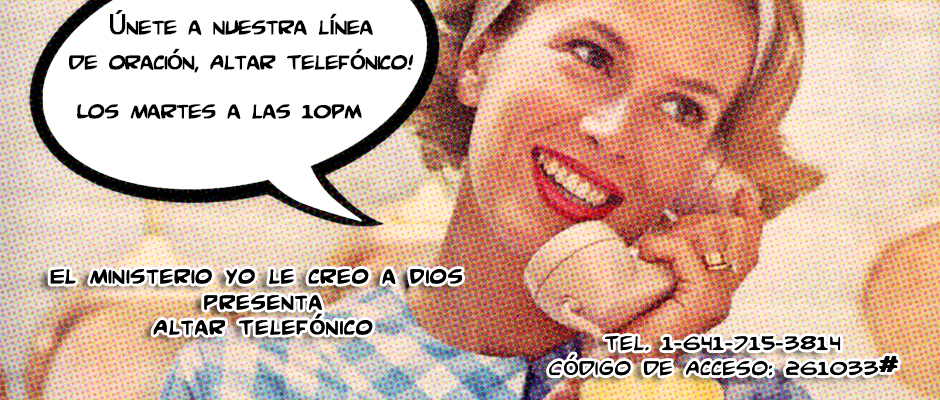 ÚNETE A NUESTRA LÍNEA
DE ORACIÓN, ALTAR TELEFÓNICO!
LOS MARTES A LAS 10PM
EL MINISTERIO YO LE CREO A DIOS
PRESENTA
ALTAR TELEFÓNICO
TEL. 1-641-715-3814
CÓDIGO DE ACCESO: 261033#